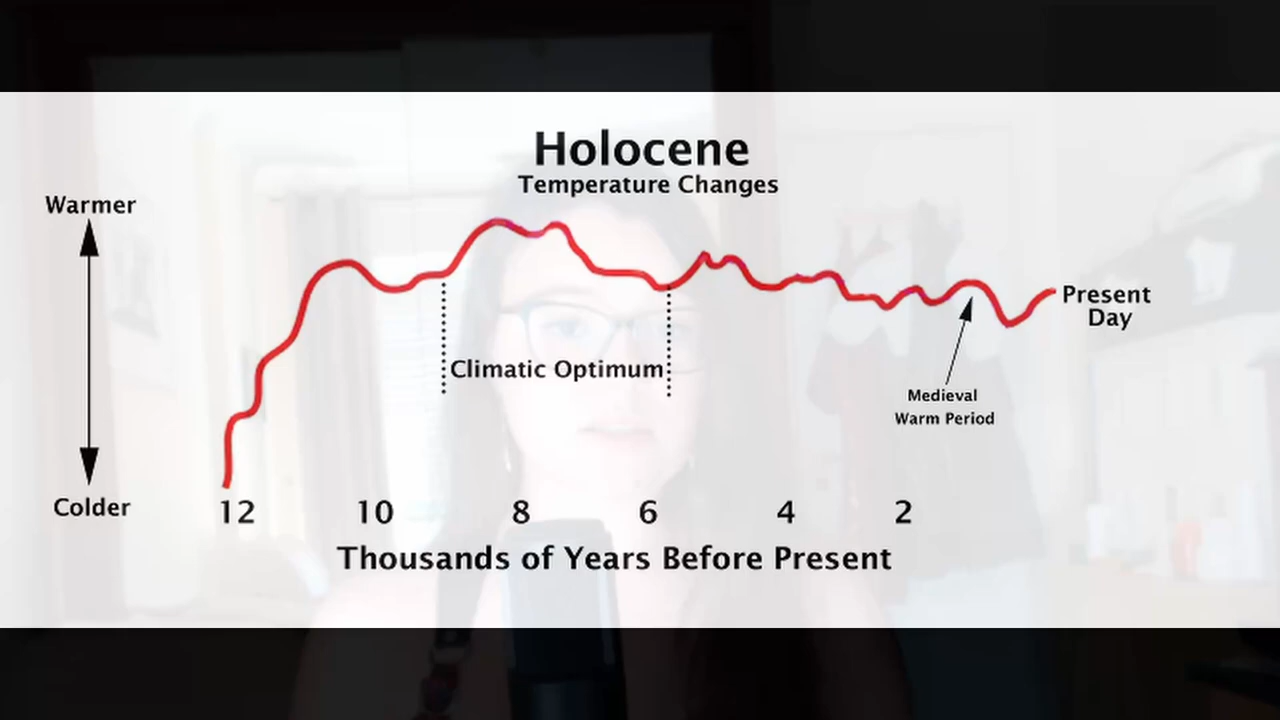 Holocene
Temperature Changes
Warmer
Present
Day
Climatic Optimum
Medieval
Warm Period
Colder
12 10 8 6 4 2
Thousands of Years Before Present